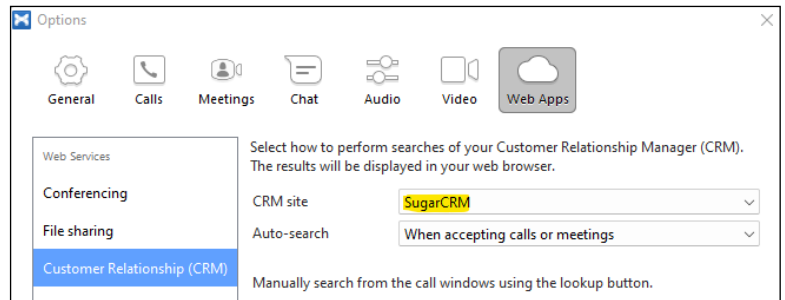 Options
General Calls Meetings Chat Audio Video Web Apps
Web Services
Conferencing
File sharing
Customer Relationship (CRM)
Select how to perform searches of your Customer Relationship Manager (CRM).
The results will be displayed in your web browser.
CRM site SugarCRM
Auto-search When accepting calls or meetings
Manually search from the call windows using the lookup button.